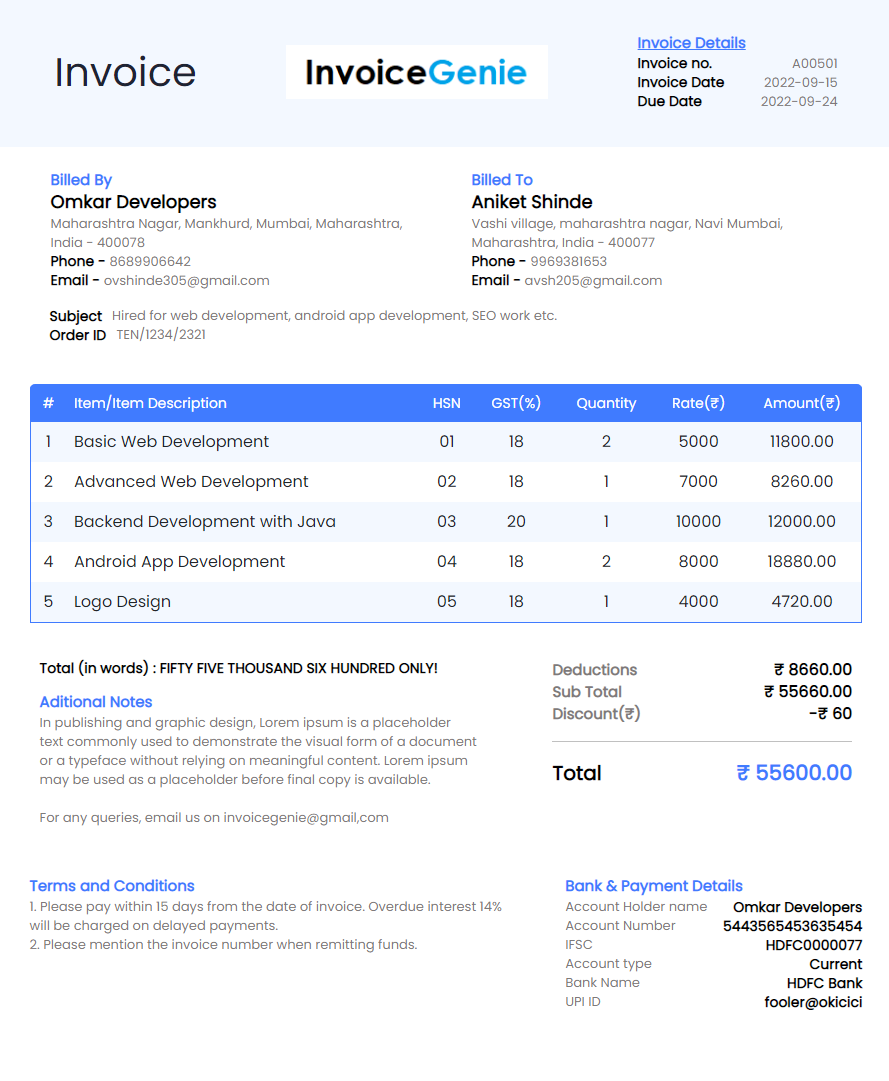 Invoice
InvoiceGenie
Invoice Details
Invoice no. A00501
Invoice Date 2022-09-15
Due Date 2022-09-24
Billed By
Omkar Developers
Maharashtra Nagar, Mankhurd, Mumbai, Maharashtra,
India - 400078
Phone - 8689906642
Email - ovshinde305@gmail.com
Billed To
Aniket Shinde
Vashi village, maharashtra nagar, Navi Mumbai,
Maharashtra, India - 400077
Phone - 9969381653
Email - avsh205@gmail.com
Subject Hired for web development, android app development, SEO work etc.
Order ID TEN/1234/2321
# Item/Item Description HSN GST(%) Quantity Rate(₹) Amount(₹)
1 Basic Web Development 01 18 2 5000 11800.00
2 Advanced Web Development 02 18 1 7000 8260.00
3 Backend Development with Java 03 20 1 10000 12000.00
4 Android App Development 04 18 2 8000 18880.00
5 Logo Design 05 18 1 4000 4720.00
Total (in words) : FIFTY FIVE THOUSAND SIX HUNDRED ONLY!
Aditional Notes
In publishing and graphic design, Lorem ipsum is a placeholder
text commonly used to demonstrate the visual form of a document
or a typeface without relying on meaningful content. Lorem ipsum
may be used as a placeholder before final copy is available.
For any queries, email us on invoicegenie@gmail,com
Deductions ₹ 8660.00
Sub Total ₹ 55660.00
Discount(₹) -₹ 60
Total ₹ 55600.00
Terms and Conditions
1. Please pay within 15 days from the date of invoice. Overdue interest 14%
will be charged on delayed payments.
2. Please mention the invoice number when remitting funds.
Bank & Payment Details
Account Holder name Omkar Developers
Account Number 5443565453635454
IFSC HDFC0000077
Account type Current
Bank Name HDFC Bank
UPI ID fooler@okicici